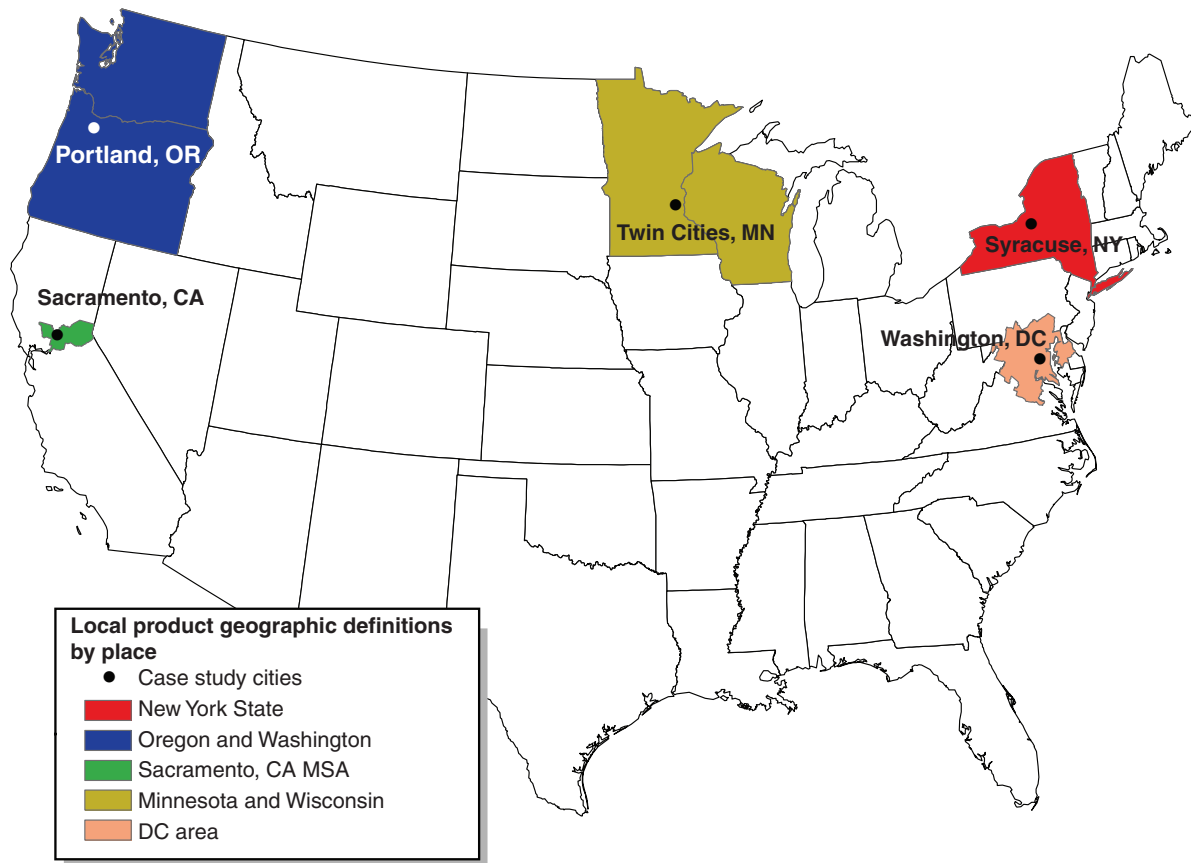 Portland, OR
Twin Cities, MN
Syracuse, NY
Sacramento, CA
Washington, DC
Local product geographic definitions
by place
Case study cities
New York State
Oregon and Washington
Sacramento, CA MSA
Minnesota and Wisconsin
DC area